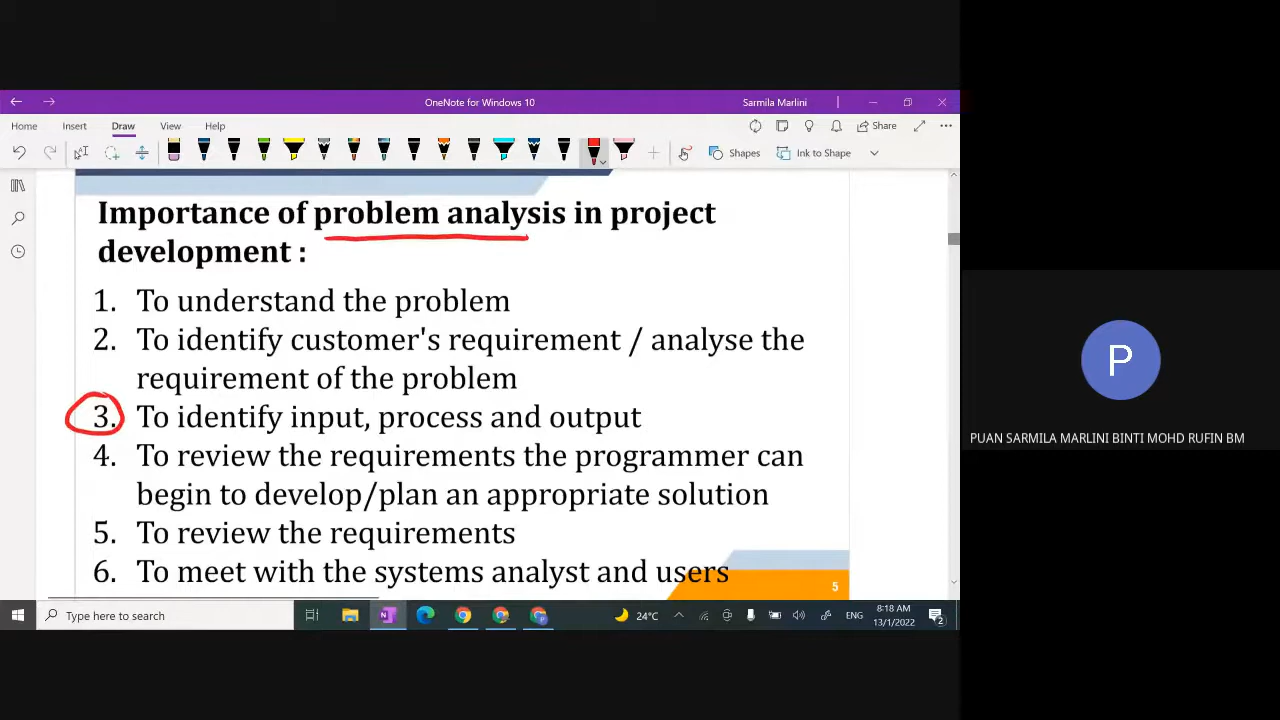 OneNote for Windows 10
Sarmila Marlini
Home Insert Draw View Help
Share
Shapes
Ink to Shape
Importance of problem analysis in project
development :
1. To understand the problem
2. To identify customer's requirement / analyse the
requirement of the problem
3. To identify input, process and output
4. To review the requirements the programmer can
begin to develop/plan an appropriate solution
5. To review the requirements
6. To meet with the systems analyst and users
5
Type here to search
24°C
ENG
8:18 AM
13/1/2022
2
P
PUAN SARMILA MARLINI BINTI MOHD RUFIN BM